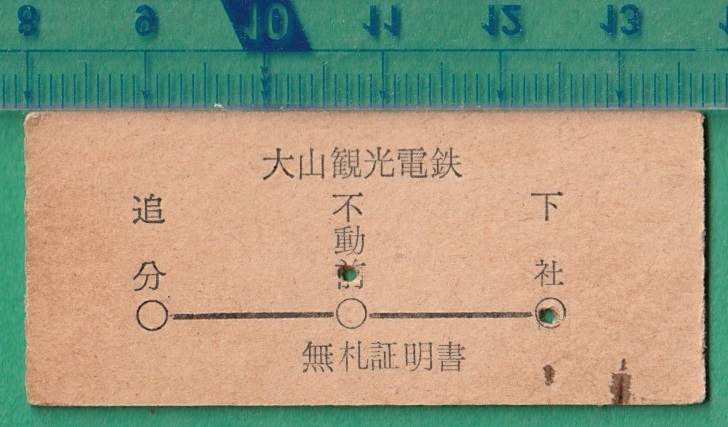 8 9 10 11 12 13
大山観光電鉄
追分
不動前
下社
無札証明書